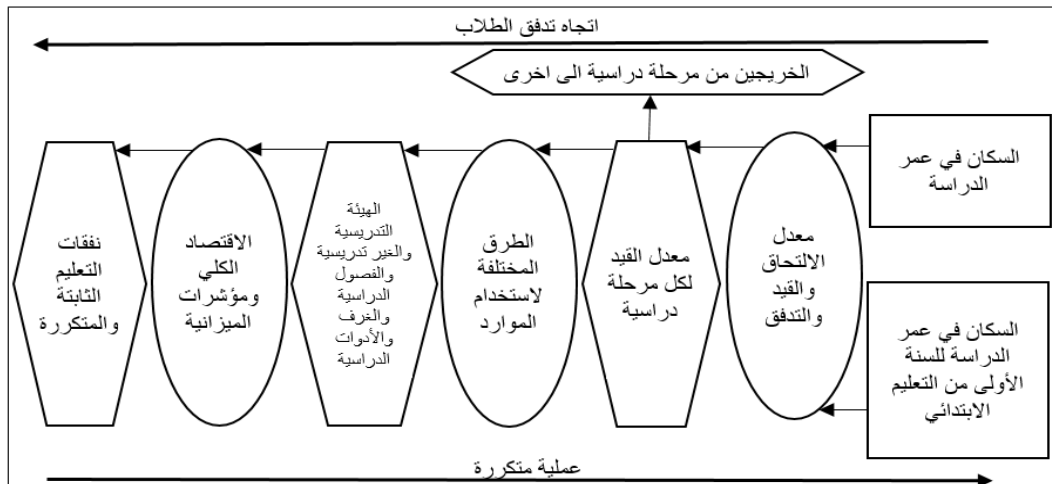 اتجاه تدفق الطلاب
الخريجين من مرحلة دراسية الى اخرى
السكان في عمر
الدراسة
السكان في عمر
الدراسة للسنة
الأولى من التعليم
الابتدائي
معدل
الالتحاق
والقيد
والتدفق
معدل القيد
لكل مرحلة
دراسية
الطرق
المختلفة
لاستخدام
الموارد
الهيئة
التدريسية
والغير تدريسية
والفصول
الدراسية
والغرف
والأدوات
الدراسية
الاقتصاد
الكلي
ومؤشرات
الميزانية
نفقات
التعليم
الثابتة
والمتكررة
عملية متكررة